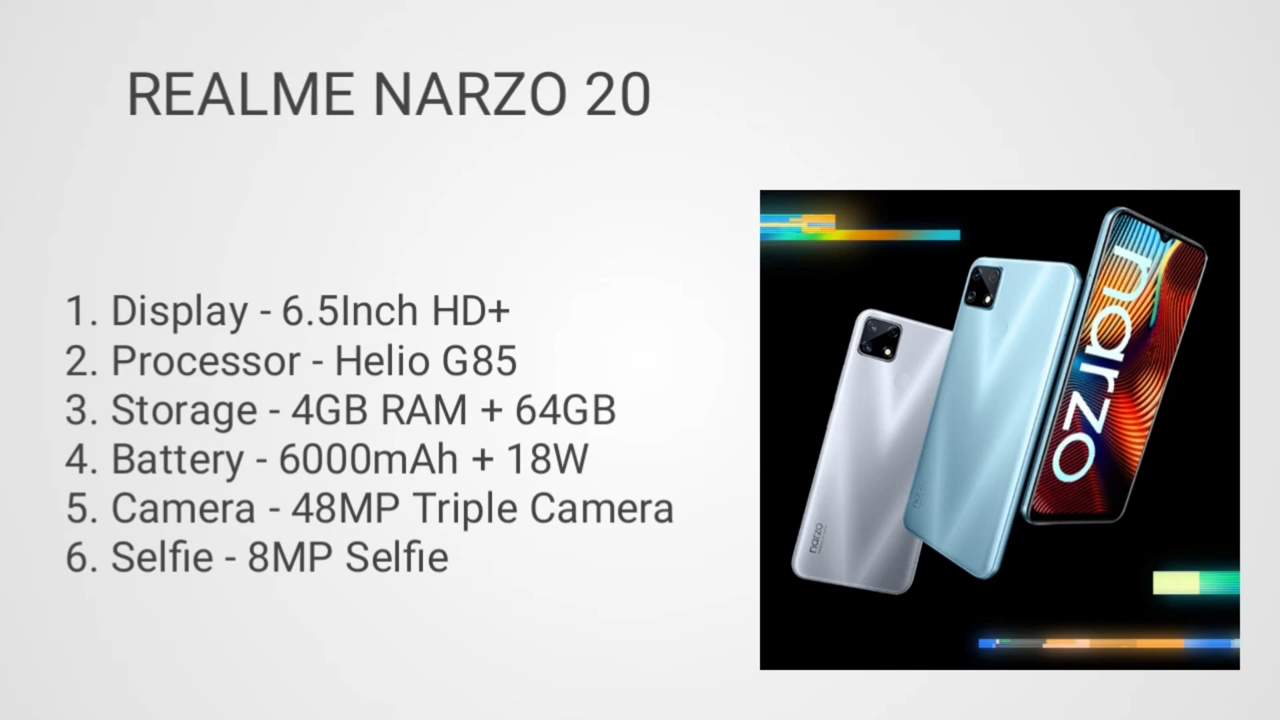 REALME NARZO 20
1. Display - 6.5Inch HD+
2. Processor - Helio G85
3. Storage - 4GB RAM + 64GB
4. Battery - 6000mAh + 18W
5. Camera - 48MP Triple Camera
6. Selfie - 8MP Selfie
narzo
narzo